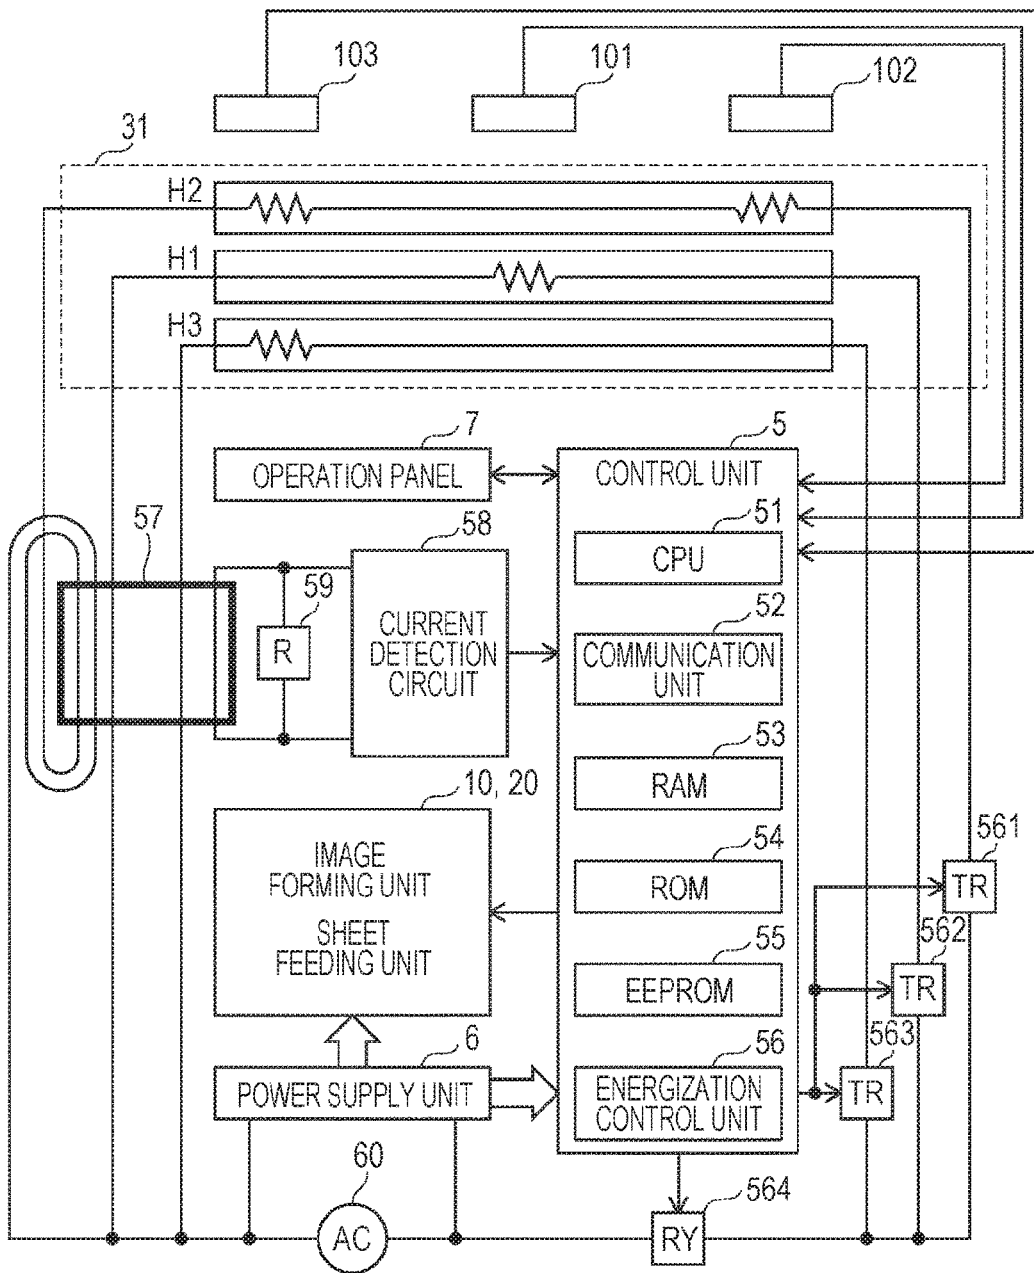 103
101
102
31
H2
H1
H3
7
OPERATION PANEL
5
CONTROL UNIT
51
CPU
57
58
59
R
CURRENT
DETECTION
CIRCUIT
52
COMMUNICATION
UNIT
53
RAM
10, 20
IMAGE
FORMING UNIT
SHEET
FEEDING UNIT
54
ROM
561
TR
55
EEPROM
562
TR
6
POWER SUPPLY UNIT
56
ENERGIZATION
CONTROL UNIT
563
TR
60
AC
564
RY